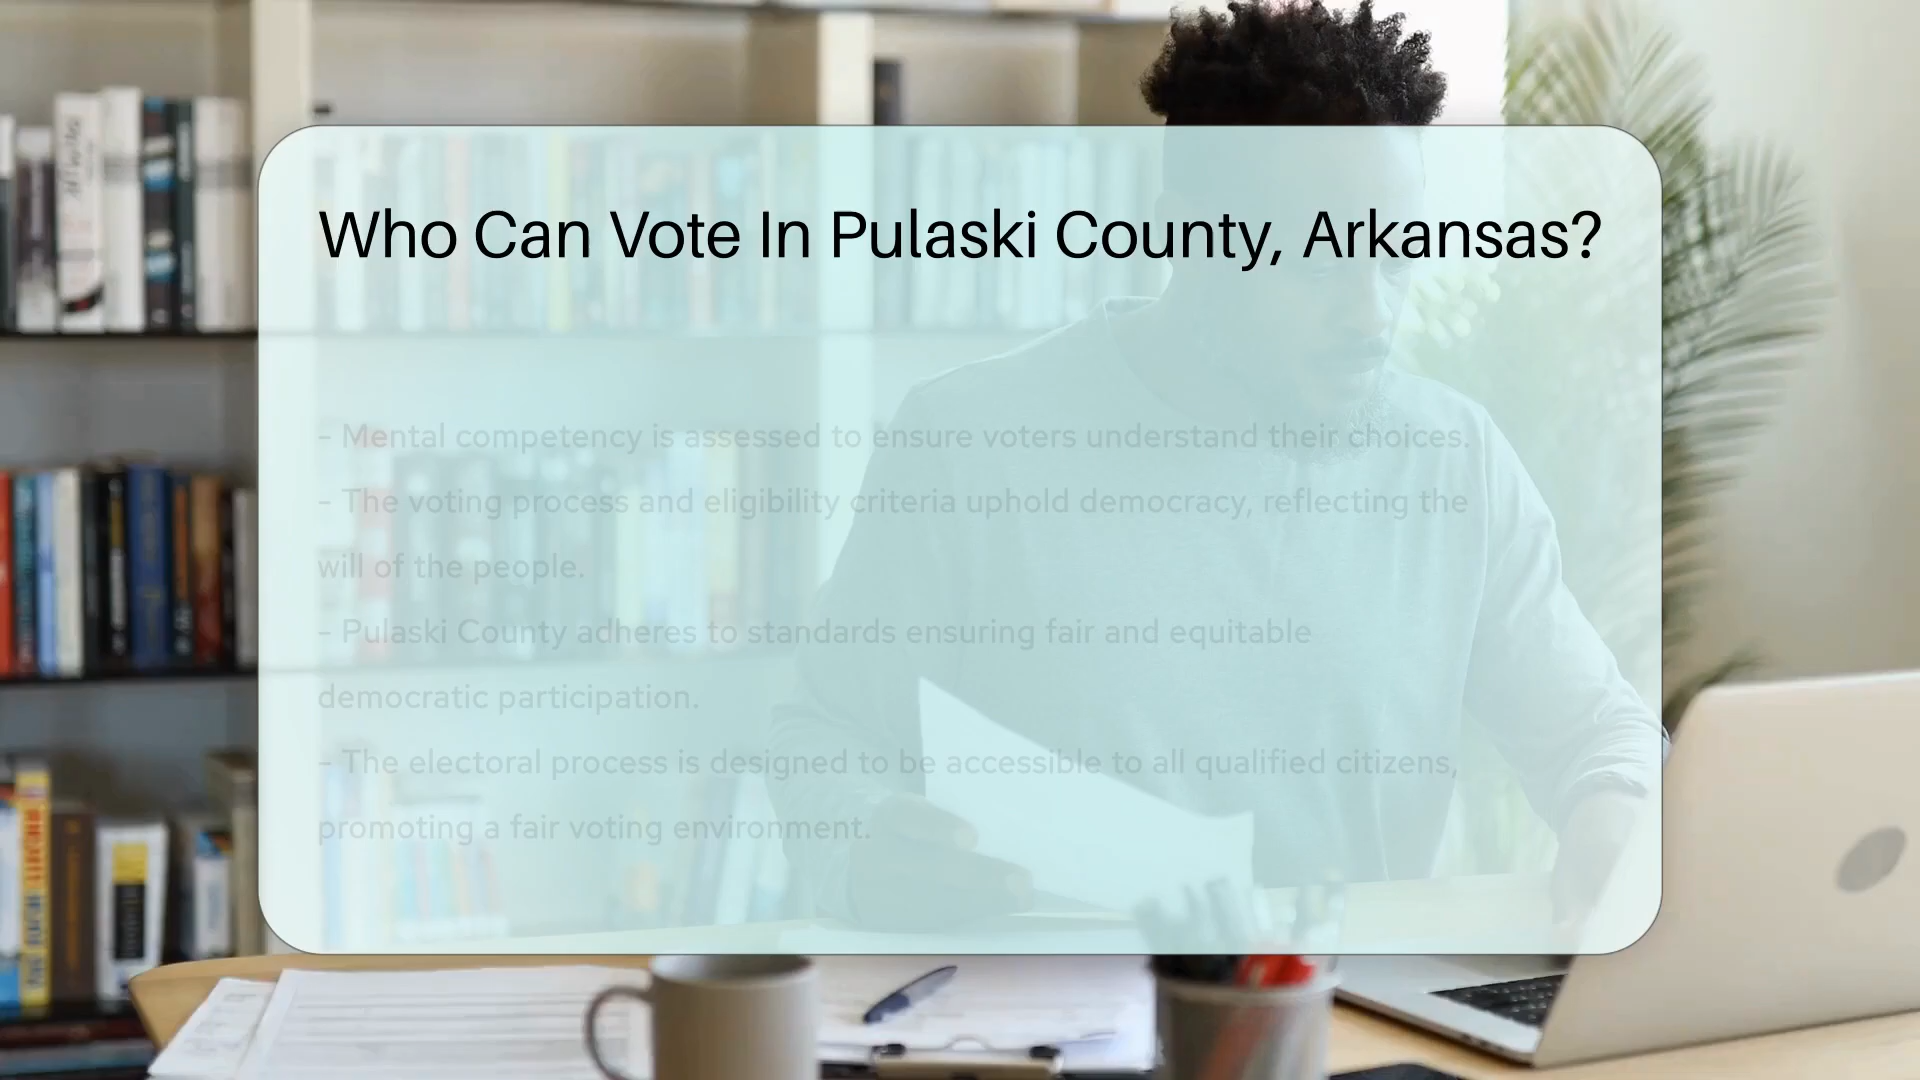 Who Can Vote In Pulaski County, Arkansas?
- Mental competency is assessed to ensure voters understand their choices.
- The voting process and eligibility criteria uphold democracy, reflecting the
will of the people.
- Pulaski County adheres to standards ensuring fair and equitable
democratic participation.
- The electoral process is designed to be accessible to all qualified citizens,
promoting a fair voting environment.